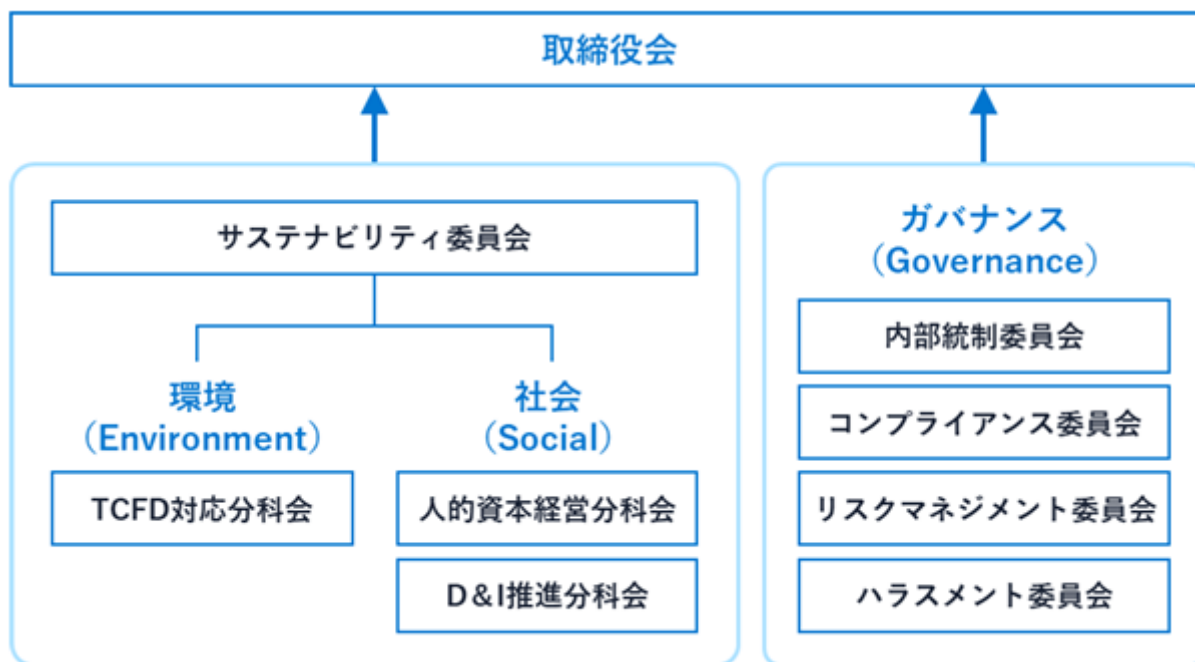 取締役会
サステナビリティ委員会
環境
（Environment）
TCFD対応分科会
社会
（Social）
人的資本経営分科会
D&I推進分科会
ガバナンス
（Governance）
内部統制委員会
コンプライアンス委員会
リスクマネジメント委員会
ハラスメント委員会